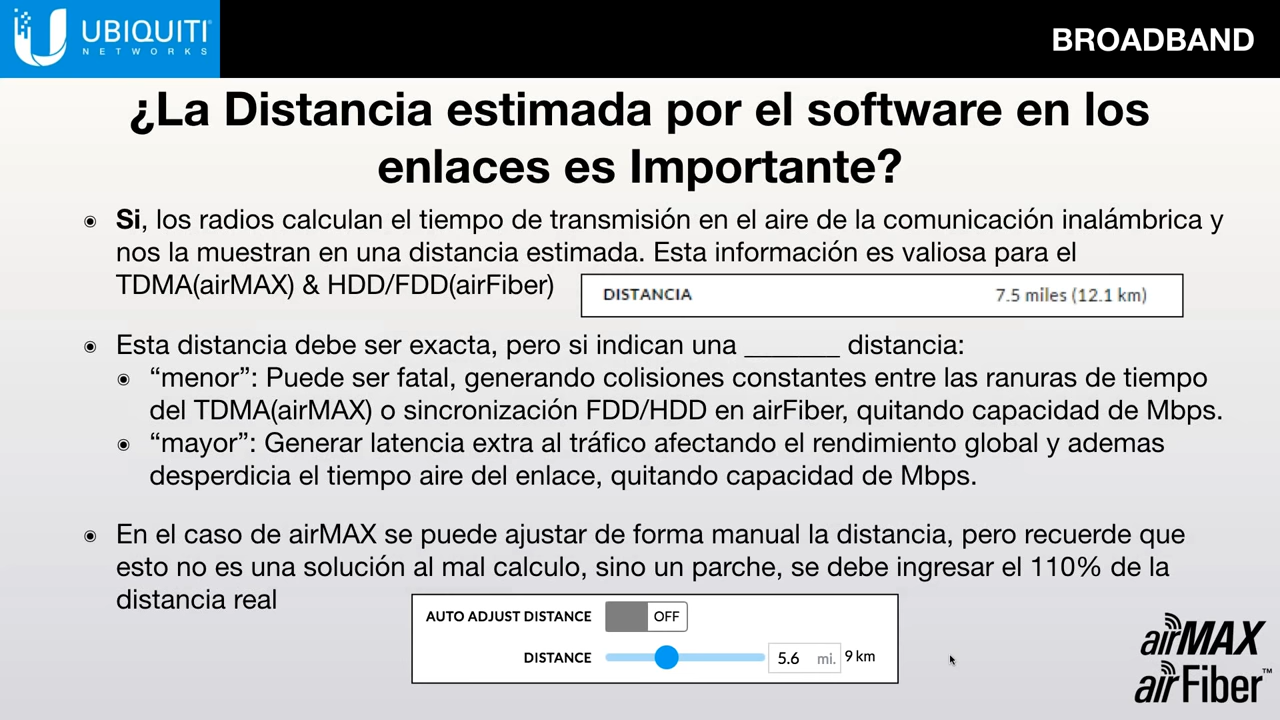 UBIQUITI
NETWORKS
BROADBAND
¿La Distancia estimada por el software en los
enlaces es Importante?
Si, los radios calculan el tiempo de transmisión en el aire de la comunicación inalámbrica y
nos la muestran en una distancia estimada. Esta información es valiosa para el
TDMA(airMAX) & HDD/FDD(airFiber)
DISTANCIA 7.5 miles (12.1 km)
Esta distancia debe ser exacta, pero si indican una _______ distancia:
“menor”: Puede ser fatal, generando colisiones constantes entre las ranuras de tiempo
del TDMA(airMAX) o sincronización FDD/HDD en airFiber, quitando capacidad de Mbps.
“mayor”: Generar latencia extra al tráfico afectando el rendimiento global y ademas
desperdicia el tiempo aire del enlace, quitando capacidad de Mbps.
En el caso de airMAX se puede ajustar de forma manual la distancia, pero recuerde que
esto no es una solución al mal calculo, sino un parche, se debe ingresar el 110% de la
distancia real
AUTO ADJUST DISTANCE OFF
DISTANCE 5.6 mi. 9 km
airMAX
airFiber™